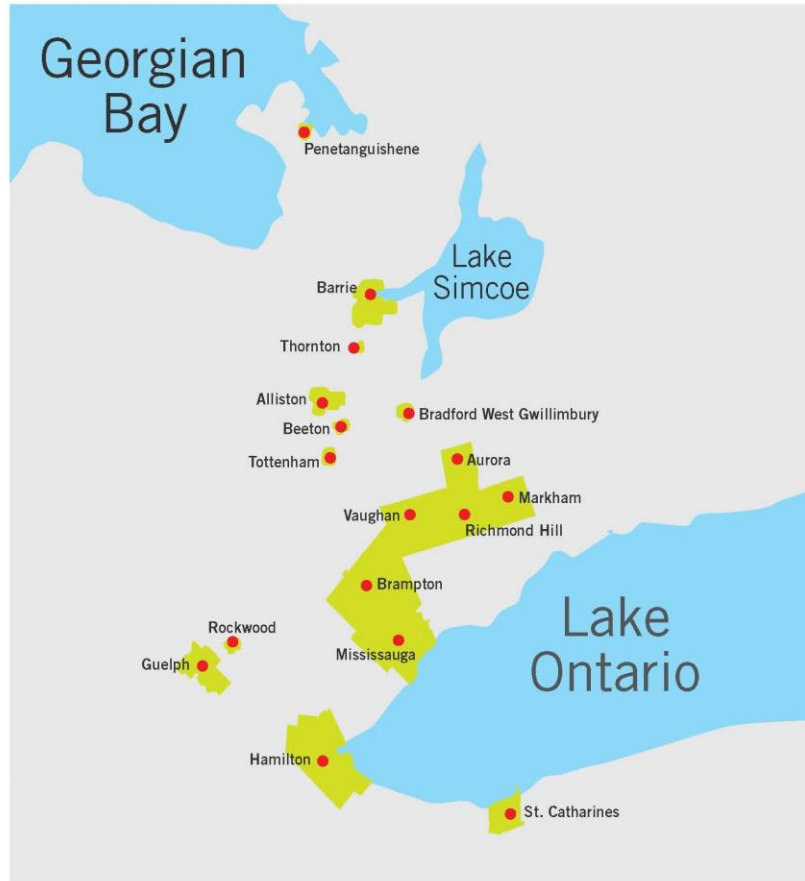 Georgian
Bay
Penetanguishene
Lake
Simcoe
Barrie
Thornton
Alliston
Bradford West Gwillimbury
Beeton
Tottenham
Aurora
Markham
Vaughan
Richmond Hill
Brampton
Lake
Ontario
Rockwood
Mississauga
Guelph
Hamilton
St. Catharines